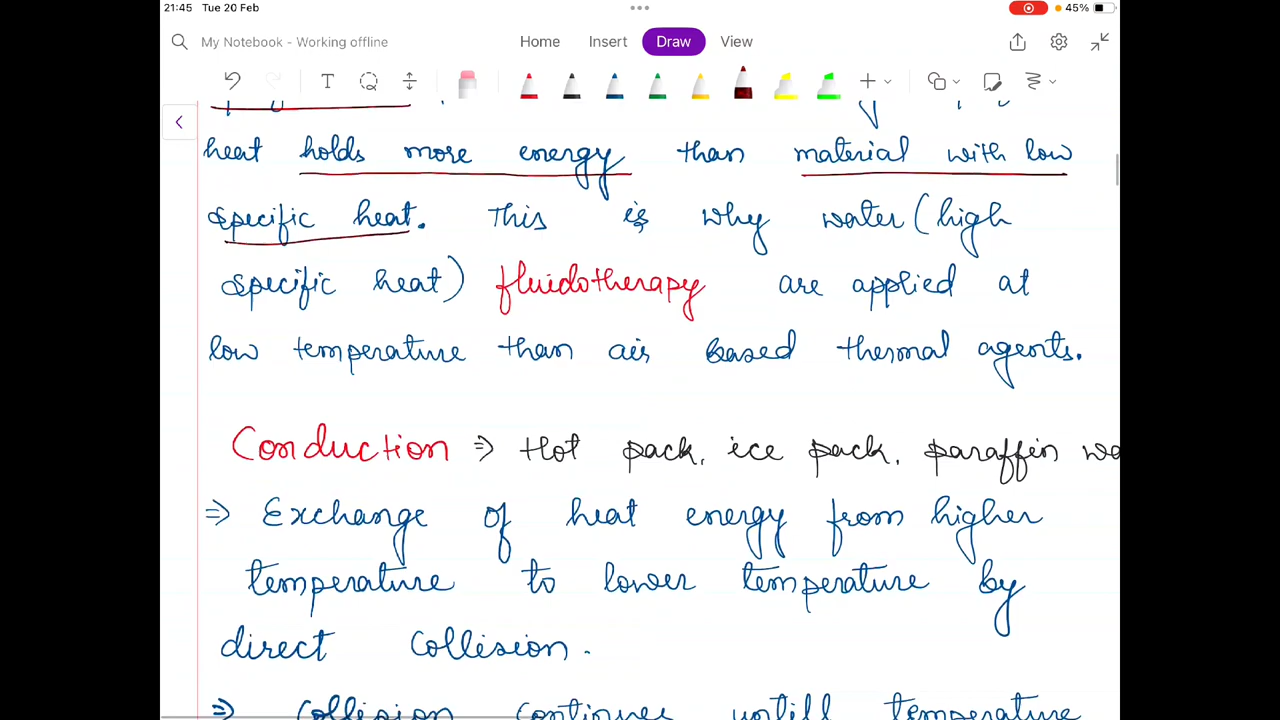 21:45 Tue 20 Feb 45%
My Notebook - Working offline Home Insert Draw View
heat holds more energy than material with low
specific heat. This is why water (high
specific heat) fluidotherapy are applied at
low temperature than air based thermal agents.
Conduction ⇒ Hot pack, ice pack, paraffin wa
⇒ Exchange of heat energy from higher
temperature to lower temperature by
direct collision.
⇒ Collision continues untill temperature